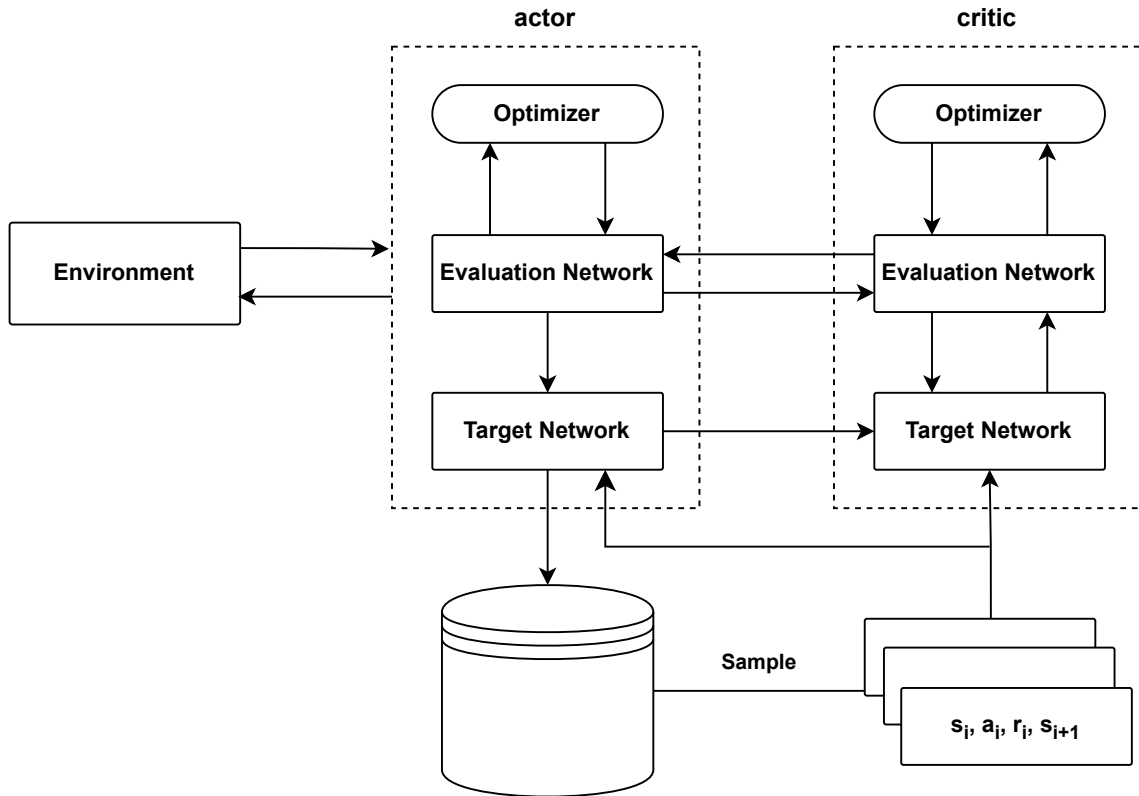 actor
critic
Optimizer
Optimizer
Environment
Evaluation Network
Evaluation Network
Target Network
Target Network
Sample
sᵢ, aᵢ, rᵢ, sᵢ₊₁